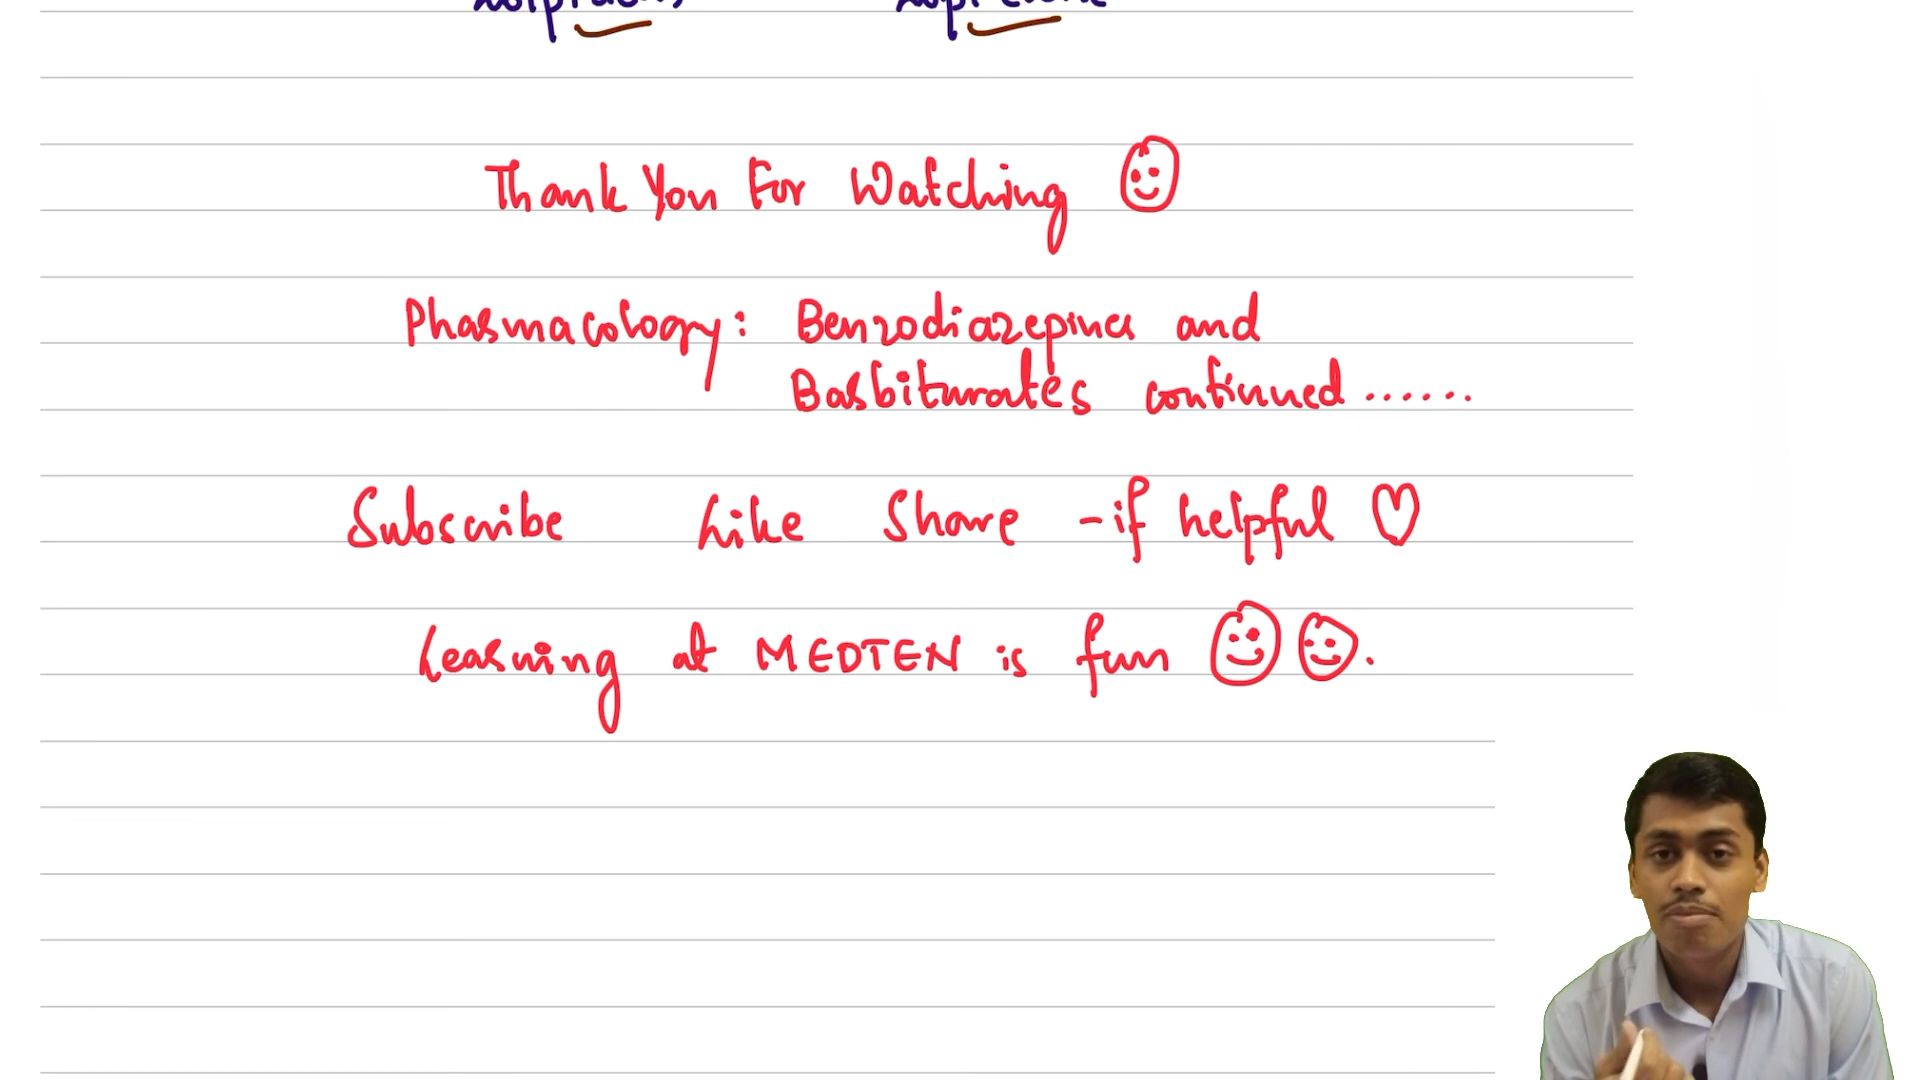 Thank You For Watching
Pharmacology: Benzodiazepines and
Barbiturates continued......
Subscribe Like Share - if helpful ♡
Learning at MEDTEN is fun